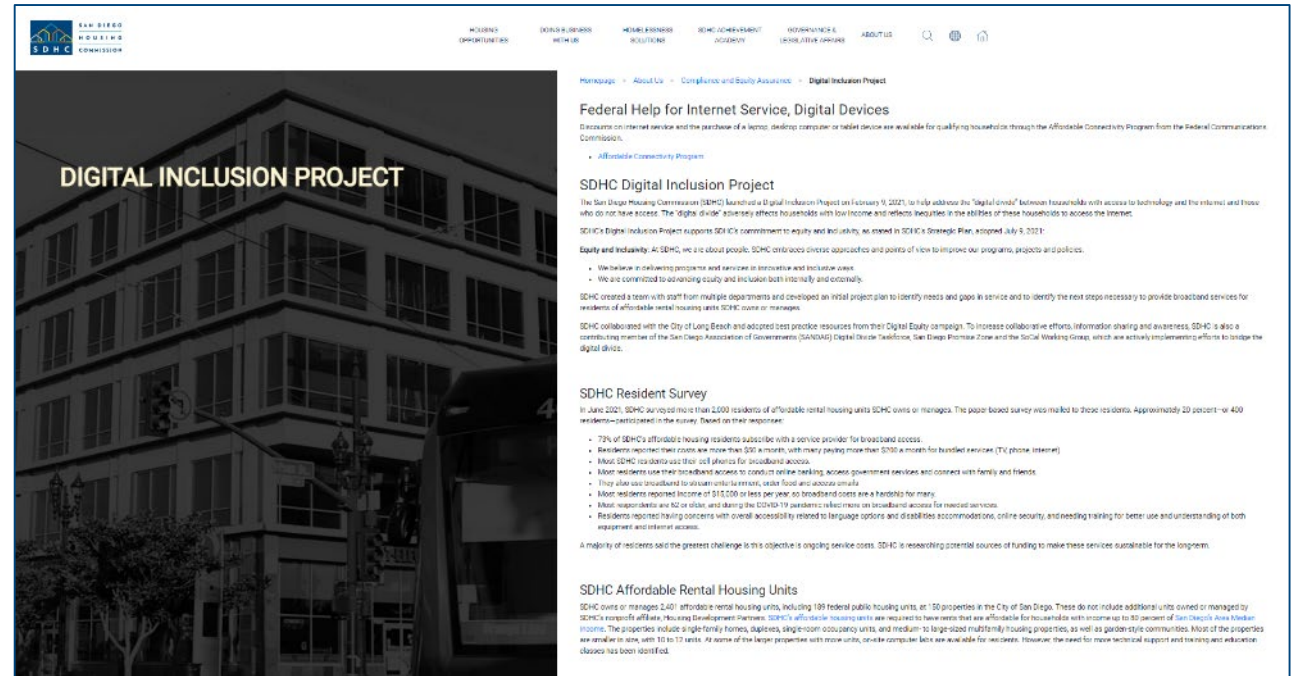 SAN DIEGO
HOUSING
COMMISSION
SDHC
HOUSING
OPPORTUNITIES
DOING BUSINESS
WITH US
HOMELESSNESS
SOLUTIONS
SDHC ACHIEVEMENT
ACADEMY
GOVERNANCE &
LEGISLATIVE AFFAIRS
ABOUT US
DIGITAL INCLUSION PROJECT
Homepage > About Us > Compliance and Equity Assurance > Digital Inclusion Project
Federal Help for Internet Service, Digital Devices
Discounts on internet service and the purchase of a laptop, desktop computer or tablet device are available for qualifying households through the Affordable Connectivity Program from the Federal Communications
Commission.
• Affordable Connectivity Program
SDHC Digital Inclusion Project
The San Diego Housing Commission (SDHC) launched a Digital Inclusion Project on February 9, 2021, to help address the "digital divide" between households with access to technology and the internet and those
who do not have access. The "digital divide" adversely affects households with low income and reflects inequities in the abilities of these households to access the internet.
SDHC's Digital Inclusion Project supports SDHC's commitment to equity and inclusivity, as stated in SDHC's Strategic Plan, adopted July 9, 2021:
Equity and Inclusivity: At SDHC, we are about people. SDHC embraces diverse approaches and points of view to improve our programs, projects and policies.
• We believe in delivering programs and services in innovative and inclusive ways.
• We are committed to advancing equity and inclusion both internally and externally.
SDHC created a team with staff from multiple departments and developed an initial project plan to identify needs and gaps in service and to identify the next steps necessary to provide broadband services for
residents of affordable rental housing units SDHC owns or manages.
SDHC collaborated with the City of Long Beach and adopted best practice resources from their Digital Equity campaign. To increase collaborative efforts, information sharing and awareness, SDHC is also a
contributing member of the San Diego Association of Governments (SANDAG) Digital Divide Taskforce, San Diego Promise Zone and the SoCal Working Group, which are actively implementing efforts to bridge the
digital divide.
SDHC Resident Survey
In June 2021, SDHC surveyed more than 2,000 residents of affordable rental housing units SDHC owns or manages. The paper-based survey was mailed to these residents. Approximately 20 percent—or 400
residents—participated in the survey. Based on their responses:
• 73% of SDHC's affordable housing residents subscribe with a service provider for broadband access.
• Residents reported their costs are more than $50 a month, with many paying more than $200 a month for bundled services (TV, phone, internet)
• Most SDHC residents use their cell phones for broadband access.
• Most residents use their broadband access to conduct online banking, access government services and connect with family and friends.
• They also use broadband to stream entertainment, order food and access emails
• Most residents reported income of $15,000 or less per year, so broadband costs are a hardship for many.
• Most respondents are 62 or older, and during the COVID-19 pandemic relied more on broadband access for needed services.
• Residents reported having concerns with overall accessibility related to language options and disabilities accommodations, online security, and needing training for better use and understanding of both
equipment and internet access.
A majority of residents said the greatest challenge is this objective is ongoing service costs. SDHC is researching potential sources of funding to make these services sustainable for the long-term.
SDHC Affordable Rental Housing Units
SDHC owns or manages 2,401 affordable rental housing units, including 189 federal public housing units, at 150 properties in the City of San Diego. These do not include additional units owned or managed by
SDHC's nonprofit affiliate, Housing Development Partners. SDHC's affordable housing units are required to have rents that are affordable for households with income up to 80 percent of San Diego's Area Median
Income. The properties include single-family homes, duplexes, single-room occupancy units, and medium- to large-sized multifamily housing properties, as well as garden-style communities. Most of the properties
are smaller in size, with 10 to 12 units. At some of the larger properties with more units, on-site computer labs are available for residents. However, the need for more technical support and training and education
classes has been identified.